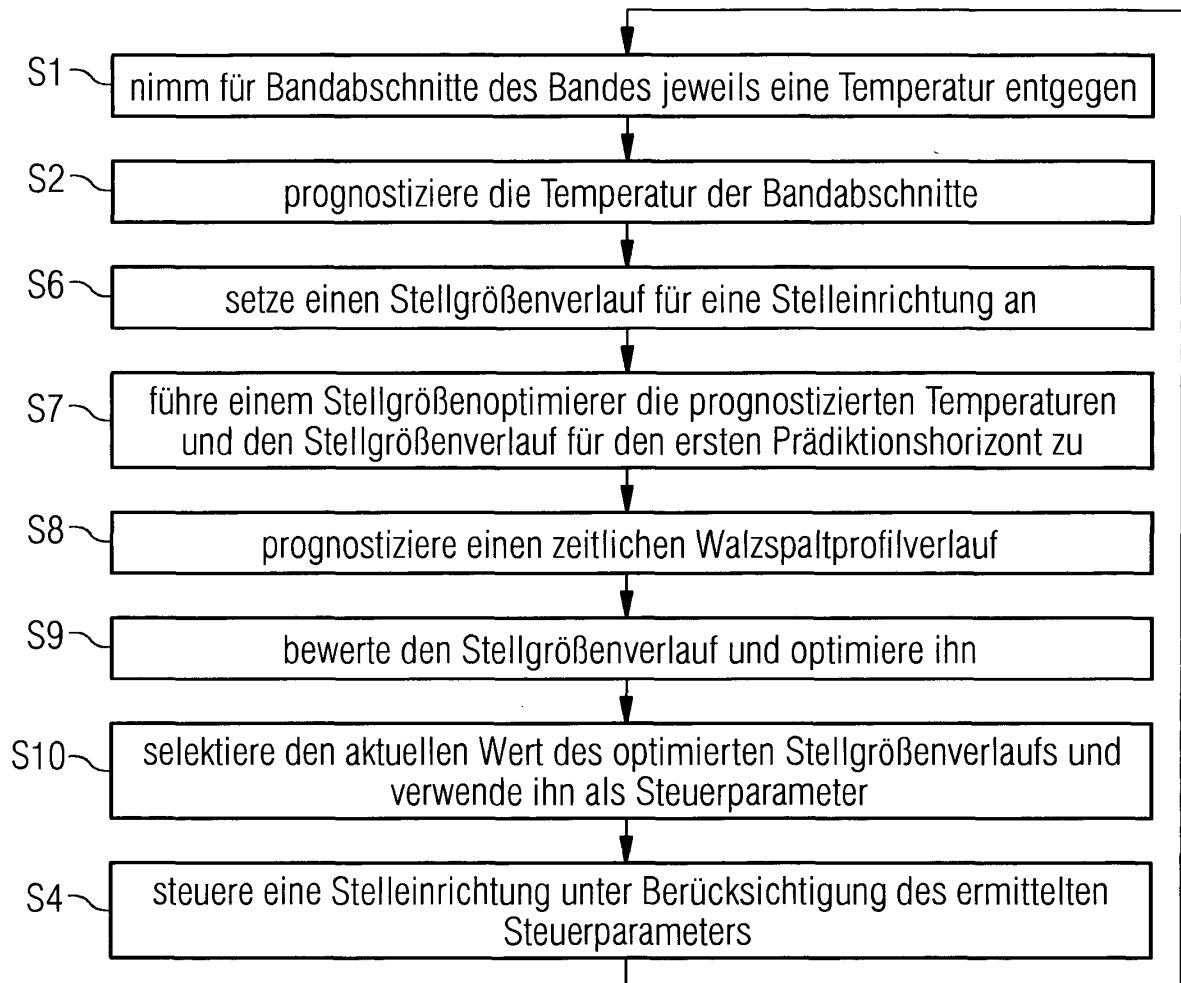 S1
nimm für Bandabschnitte des Bandes jeweils eine Temperatur entgegen
S2
prognostiziere die Temperatur der Bandabschnitte
S6
setze einen Stellgrößenverlauf für eine Stelleinrichtung an
S7
führe einem Stellgrößenoptimierer die prognostizierten Temperaturen
und den Stellgrößenverlauf für den ersten Prädiktionshorizont zu
S8
prognostiziere einen zeitlichen Walzspaltprofilverlauf
S9
bewerte den Stellgrößenverlauf und optimiere ihn
S10
selektiere den aktuellen Wert des optimierten Stellgrößenverlaufs und
verwende ihn als Steuerparameter
S4
steuere eine Stelleinrichtung unter Berücksichtigung des ermittelten
Steuerparameters